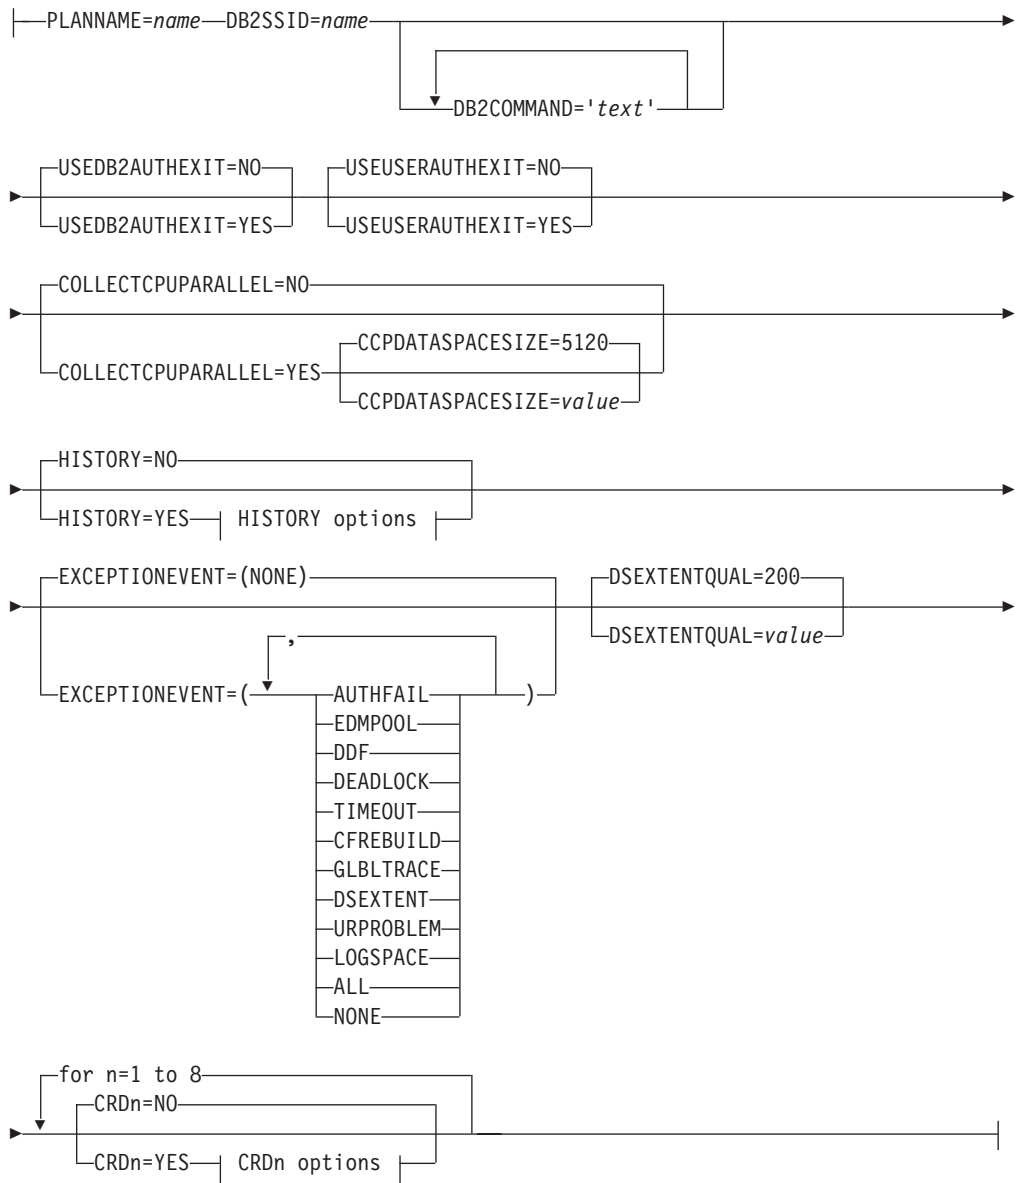 PLANNAME=name DB2SSID=name
DB2COMMAND='text'
USEDB2AUTHEXIT=NO USEUSERAUTHEXIT=NO
USEDB2AUTHEXIT=YES USEUSERAUTHEXIT=YES
COLLECTCPUPARALLEL=NO
CCPDATASPACESIZE=5120
COLLECTCPUPARALLEL=YES
CCPDATASPACESIZE=value
HISTORY=NO
HISTORY=YES HISTORY options
EXCEPTIONEVENT=(NONE) DSEXTENTQUAL=200
, DSEXTENTQUAL=value
EXCEPTIONEVENT=( AUTHFAIL )
EDMPOOL
DDF
DEADLOCK
TIMEOUT
CFREBUILD
GLBLTRACE
DSEXTENT
URPROBLEM
LOGSPACE
ALL
NONE
for n=1 to 8
CRDn=NO
CRDn=YES CRDn options